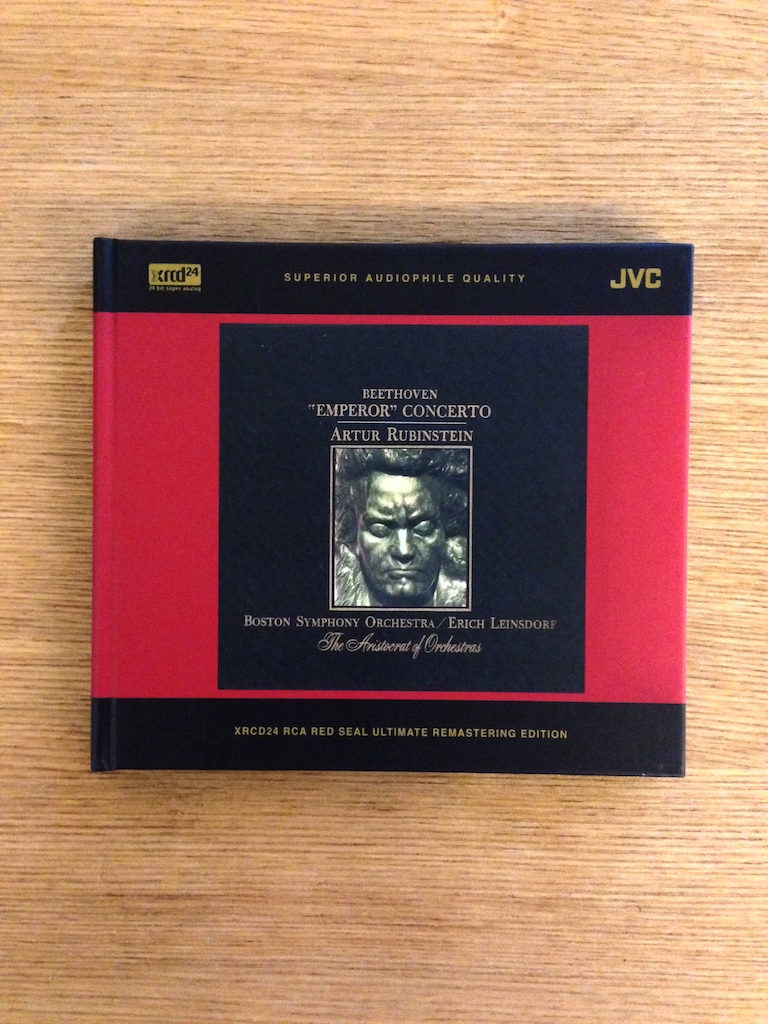 xrcd24
24 bit super analog
SUPERIOR AUDIOPHILE QUALITY
JVC
BEETHOVEN
"EMPEROR" CONCERTO
ARTUR RUBINSTEIN
BOSTON SYMPHONY ORCHESTRA/ERICH LEINSDORF
The Aristocrat of Orchestras
XRCD24 RCA RED SEAL ULTIMATE REMASTERING EDITION